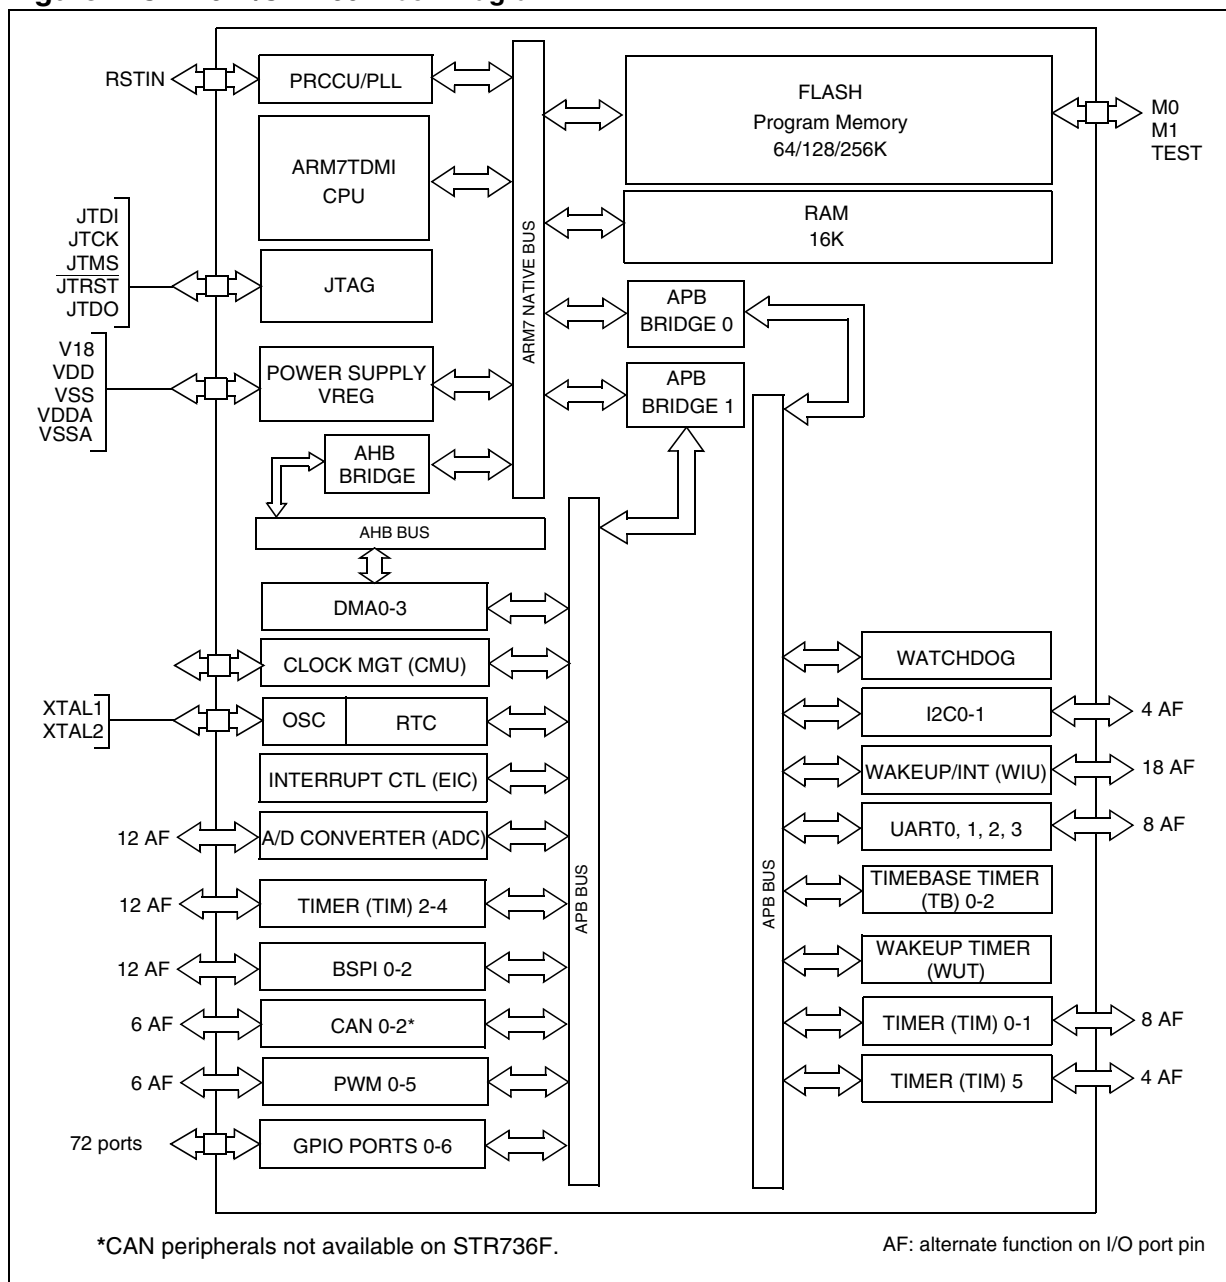 RSTIN
PRCCU/PLL
FLASH
Program Memory
64/128/256K
M0
M1
TEST
ARM7TDMI
CPU
RAM
16K
JTDI
JTCK
JTMS
JTRST
JTDO
JTAG
ARM7 NATIVE BUS
APB
BRIDGE 0
V18
VDD
VSS
VDDA
VSSA
POWER SUPPLY
VREG
APB
BRIDGE 1
AHB
BRIDGE
AHB BUS
DMA0-3
CLOCK MGT (CMU)
XTAL1
XTAL2
OSC
RTC
INTERRUPT CTL (EIC)
12 AF
A/D CONVERTER (ADC)
12 AF
TIMER (TIM) 2-4
12 AF
BSPI 0-2
6 AF
CAN 0-2*
6 AF
PWM 0-5
72 ports
GPIO PORTS 0-6
APB BUS
APB BUS
WATCHDOG
I2C0-1
4 AF
WAKEUP/INT (WIU)
18 AF
UART0, 1, 2, 3
8 AF
TIMEBASE TIMER
(TB) 0-2
WAKEUP TIMER
(WUT)
TIMER (TIM) 0-1
8 AF
TIMER (TIM) 5
4 AF
*CAN peripherals not available on STR736F.
AF: alternate function on I/O port pin